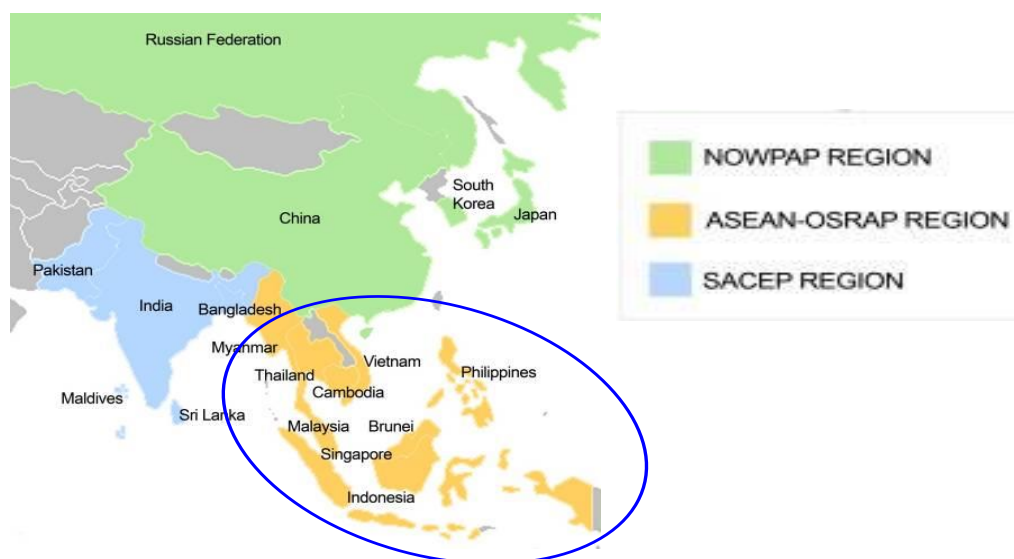 Russian Federation
South
Korea
Japan
China
Pakistan
India
Bangladesh
Myanmar
Vietnam
Thailand
Philippines
Cambodia
Maldives
Sri Lanka
Malaysia
Brunei
Singapore
Indonesia
NOWPAP REGION
ASEAN-OSRAP REGION
SACEP REGION